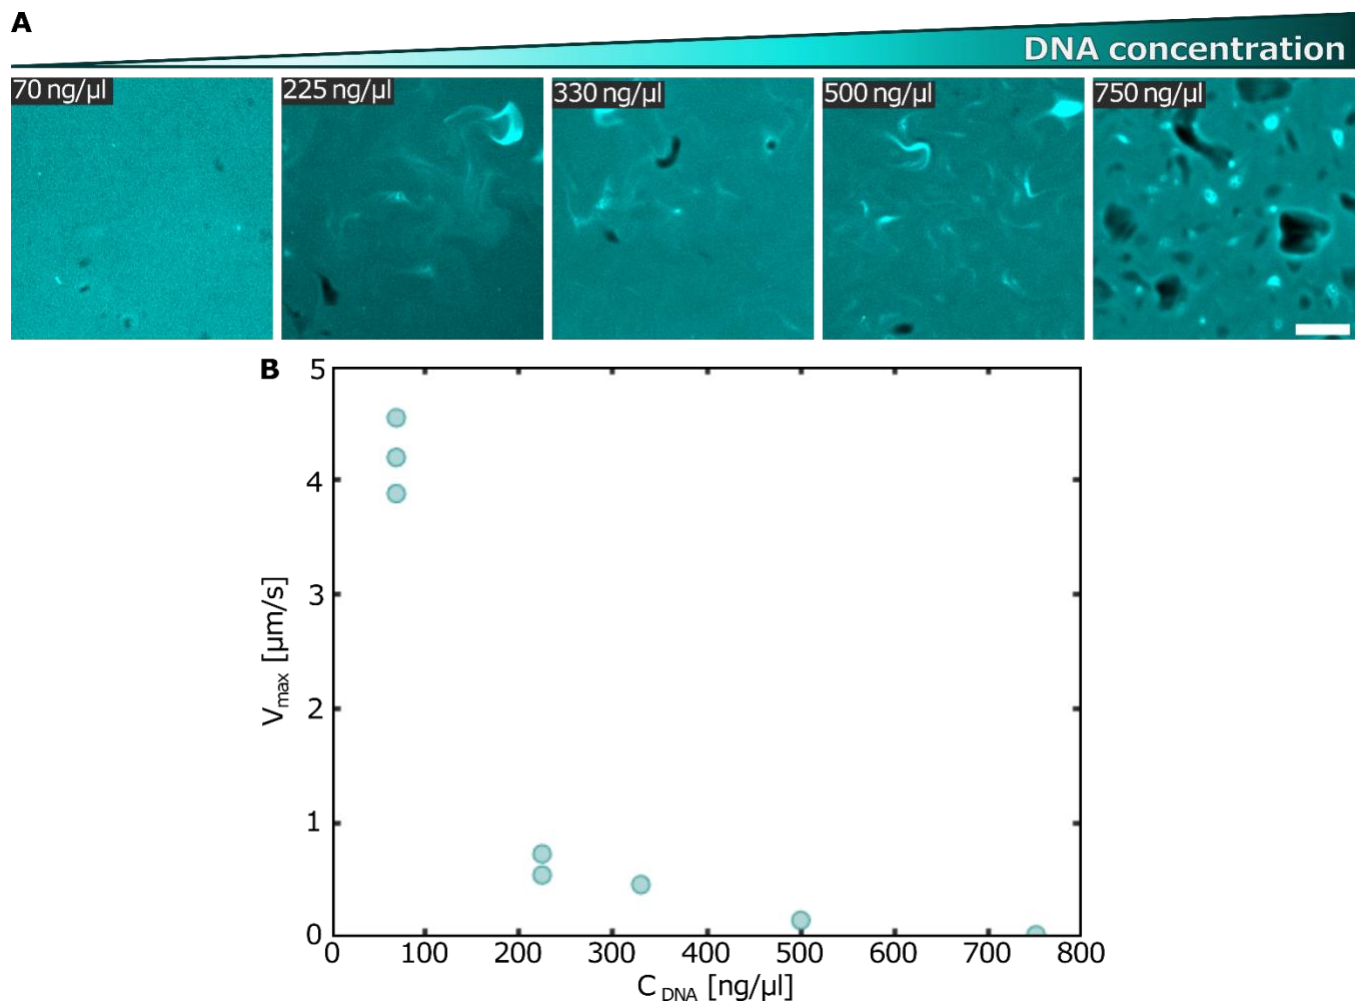 A
DNA concentration
70 ng/µl
225 ng/µl
330 ng/µl
500 ng/µl
750 ng/µl
B
5
4
3
2
1
0
Vmax [µm/s]
0 100 200 300 400 500 600 700 800
C DNA [ng/µl]